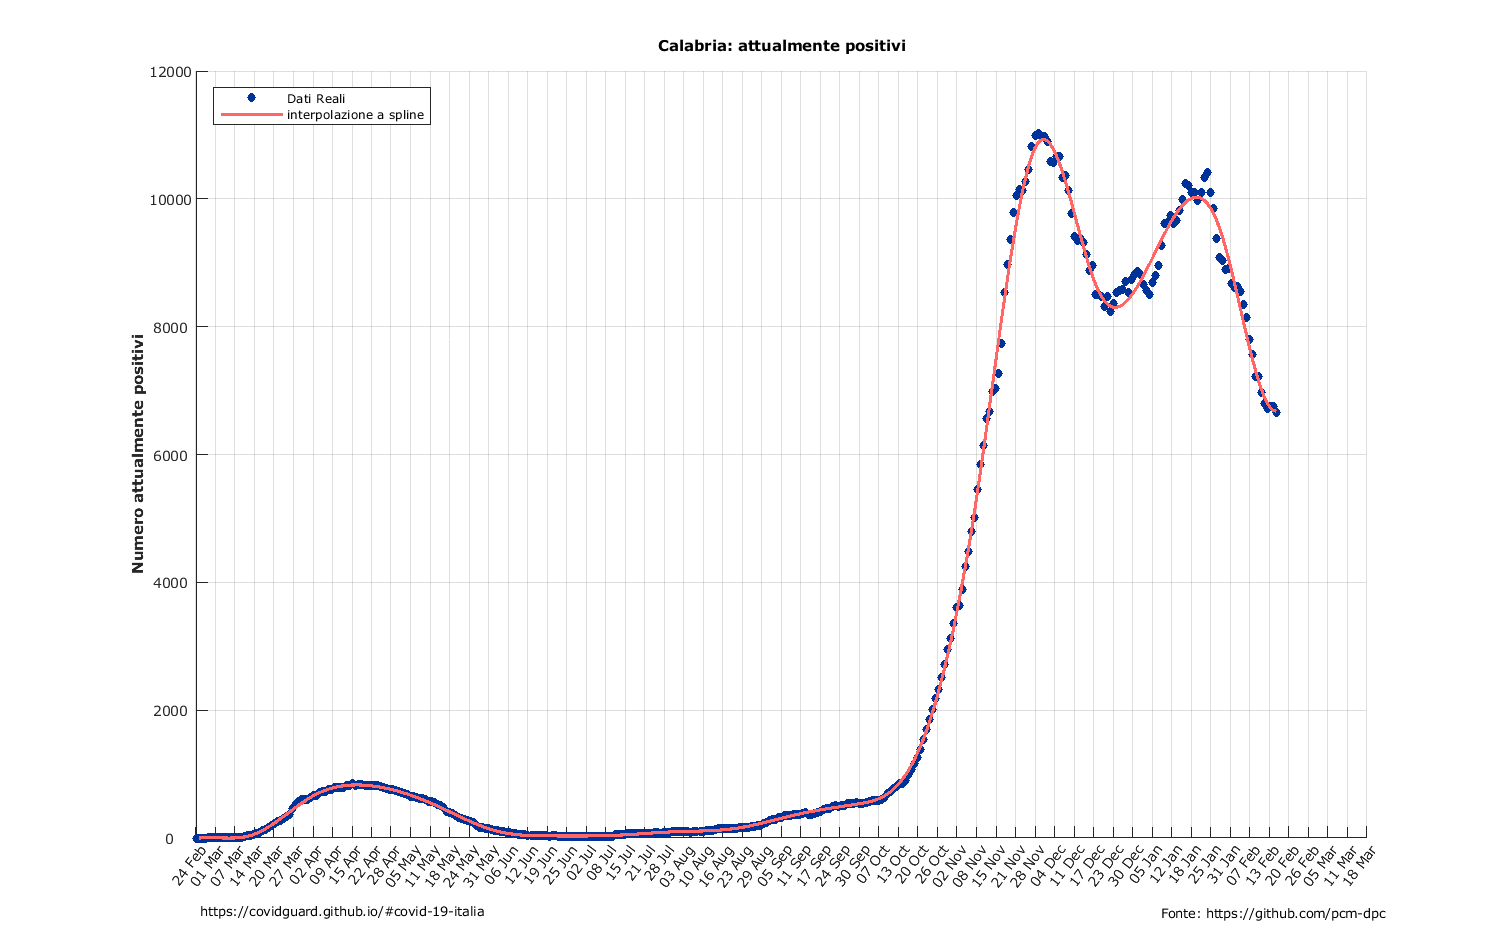 Calabria: attualmente positivi
12000
10000
8000
6000
4000
2000
0
Numero attualmente positivi
Dati Reali
interpolazione a spline
24 Feb
01 Mar
07 Mar
14 Mar
20 Mar
27 Mar
02 Apr
09 Apr
15 Apr
22 Apr
28 Apr
05 May
11 May
18 May
24 May
31 May
06 Jun
12 Jun
19 Jun
25 Jun
02 Jul
08 Jul
15 Jul
21 Jul
28 Jul
03 Aug
10 Aug
16 Aug
23 Aug
29 Aug
05 Sep
11 Sep
17 Sep
24 Sep
30 Sep
07 Oct
13 Oct
20 Oct
26 Oct
02 Nov
08 Nov
15 Nov
21 Nov
28 Nov
04 Dec
11 Dec
17 Dec
23 Dec
30 Dec
05 Jan
12 Jan
18 Jan
25 Jan
31 Jan
07 Feb
13 Feb
20 Feb
26 Feb
05 Mar
11 Mar
18 Mar
https://covidguard.github.io/#covid-19-italia
Fonte: https://github.com/pcm-dpc